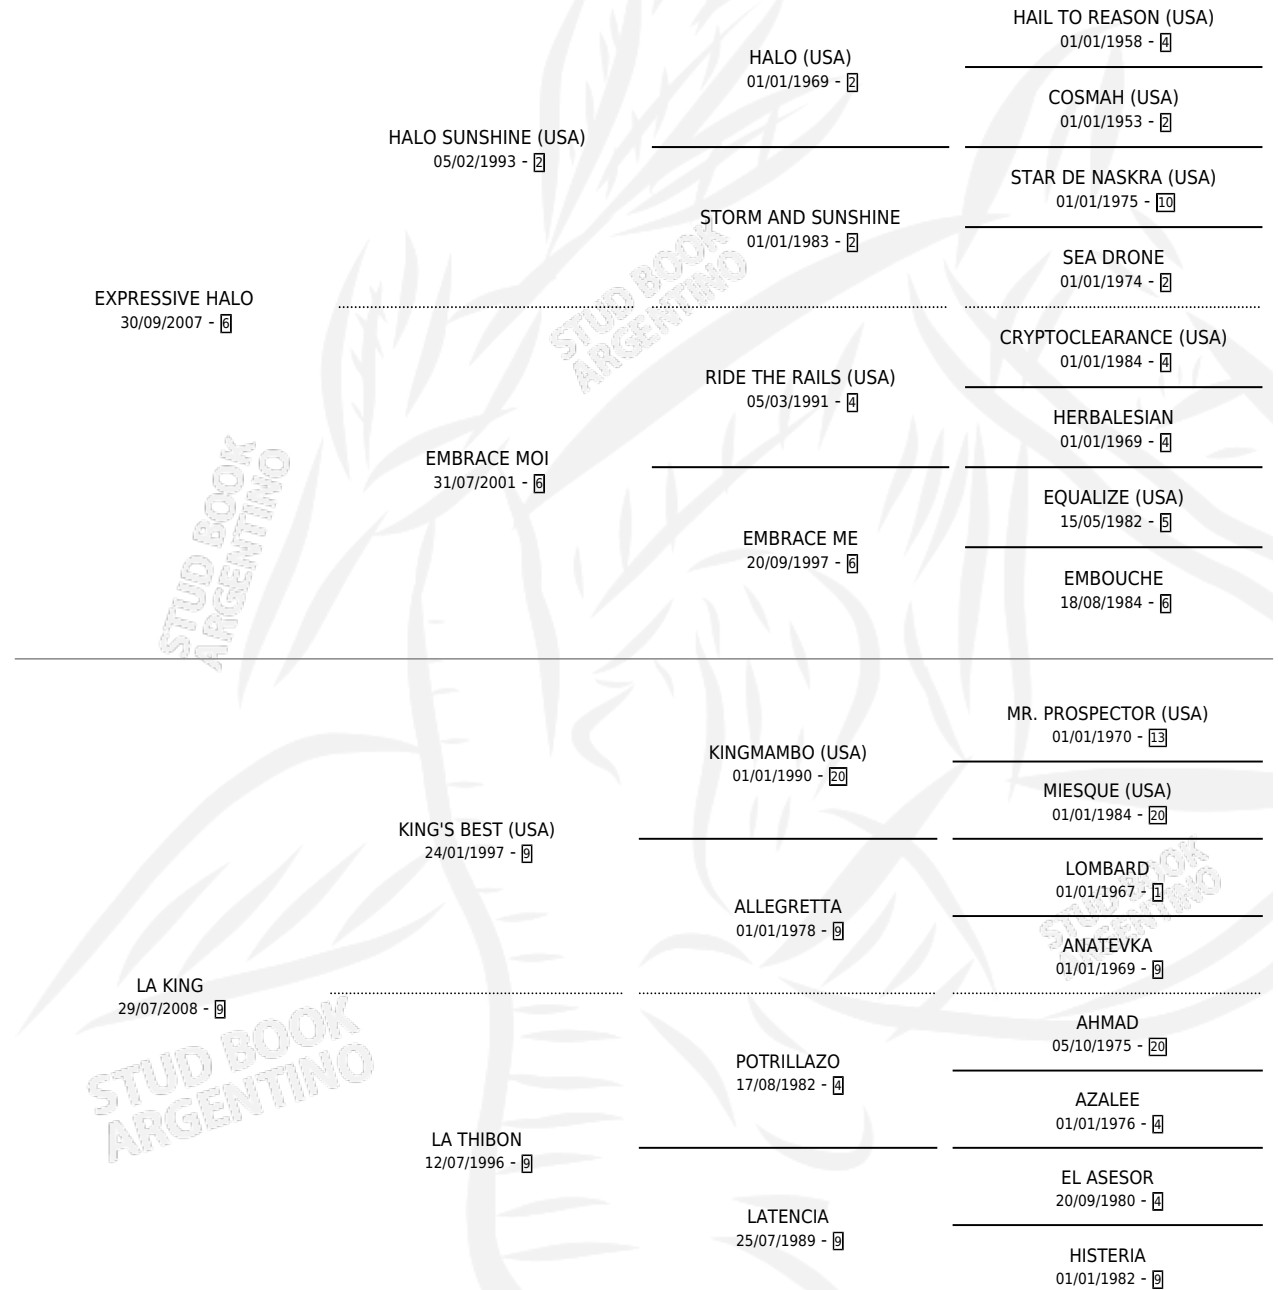 HAIL TO REASON (USA)
01/01/1958 - 4
HALO (USA)
01/01/1969 - 2
COSMAH (USA)
01/01/1953 - 2
HALO SUNSHINE (USA)
05/02/1993 - 2
STAR DE NASKRA (USA)
01/01/1975 - 10
STORM AND SUNSHINE
01/01/1983 - 2
SEA DRONE
01/01/1974 - 2
EXPRESSIVE HALO
30/09/2007 - 6
CRYPTOCLEARANCE (USA)
01/01/1984 - 4
RIDE THE RAILS (USA)
05/03/1991 - 4
HERBALESIAN
01/01/1969 - 4
EMBRACE MOI
31/07/2001 - 6
EQUALIZE (USA)
15/05/1982 - 5
EMBRACE ME
20/09/1997 - 6
EMBOUCHE
18/08/1984 - 6
STUD BOOK
ARGENTINO
STUD BOOK
ARGENTINO
MR. PROSPECTOR (USA)
01/01/1970 - 13
KINGMAMBO (USA)
01/01/1990 - 20
MIESQUE (USA)
01/01/1984 - 20
KING'S BEST (USA)
24/01/1997 - 9
LOMBARD
01/01/1967 - 1
ALLEGRETTA
01/01/1978 - 9
ANATEVKA
01/01/1969 - 9
LA KING
29/07/2008 - 9
AHMAD
05/10/1975 - 20
POTRILLAZO
17/08/1982 - 4
AZALEE
01/01/1976 - 4
LA THIBON
12/07/1996 - 9
EL ASESOR
20/09/1980 - 4
LATENCIA
25/07/1989 - 9
HISTERIA
01/01/1982 - 9
STUD BOOK
ARGENTINO
STUD BOOK
ARGENTINO